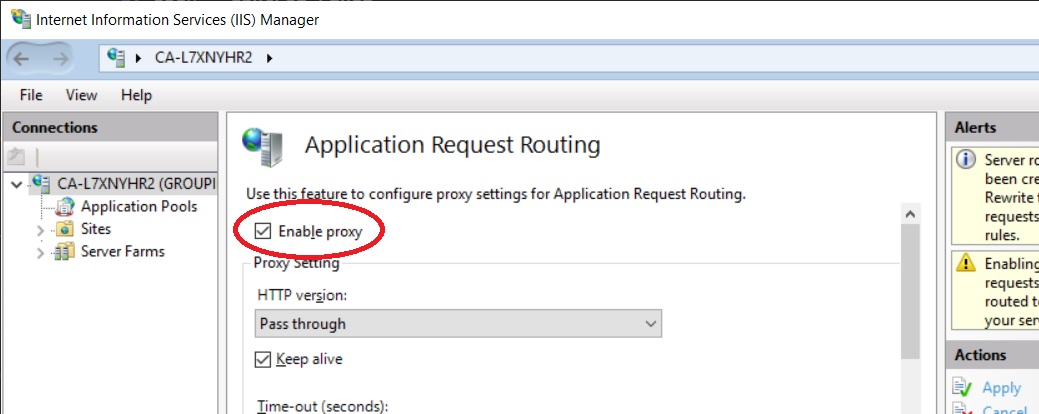 Internet Information Services (IIS) Manager
CA-L7XNYHR2
File View Help
Connections
CA-L7XNYHR2 (GROUPI
Application Pools
Sites
Server Farms
Application Request Routing
Use this feature to configure proxy settings for Application Request Routing.
Enable proxy
Proxy Setting
HTTP version:
Pass through
Keep alive
Time-out (seconds):
Alerts
Server ro
been cre
Rewrite t
requests
rules.
Enabling
requests
routed to
your serv
Actions
Apply
Cancel